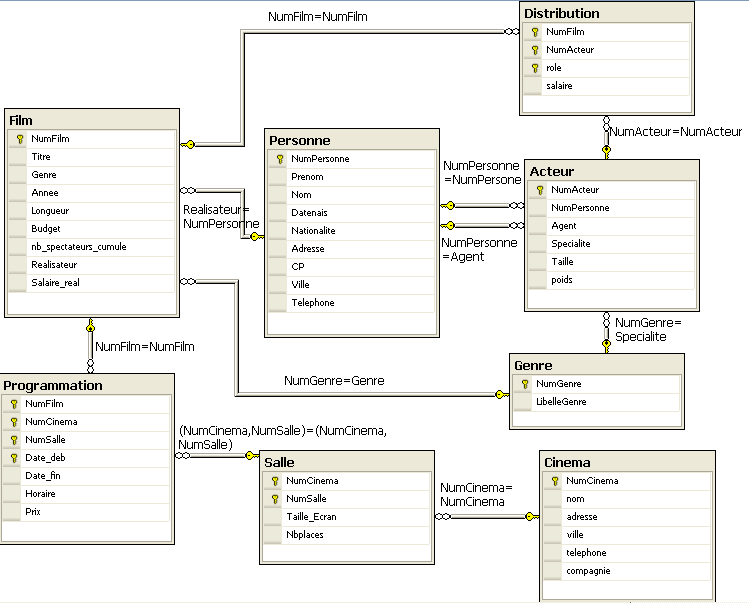 NumFilm=NumFilm
Distribution
NumFilm
NumActeur
role
salaire
NumActeur=NumActeur
Film
NumFilm
Titre
Genre
Annee
Longueur
Budget
nb_spectateurs_cumule
Realisateur
Salaire_real
Realisateur=
NumPersonne
Personne
NumPersonne
Prenom
Nom
Datenais
Nationalite
Adresse
CP
Ville
Telephone
NumPersonne
=NumPersone
NumPersonne
=Agent
Acteur
NumActeur
NumPersonne
Agent
Specialite
Taille
poids
NumGenre=
Specialite
NumFilm=NumFilm
NumGenre=Genre
Genre
NumGenre
LibelleGenre
Programmation
NumFilm
NumCinema
NumSalle
Date_deb
Date_fin
Horaire
Prix
(NumCinema,NumSalle)=(NumCinema,
NumSalle)
Salle
NumCinema
NumSalle
Taille_Ecran
Nbplaces
NumCinema=
NumCinema
Cinema
NumCinema
nom
adresse
ville
telephone
compagnie